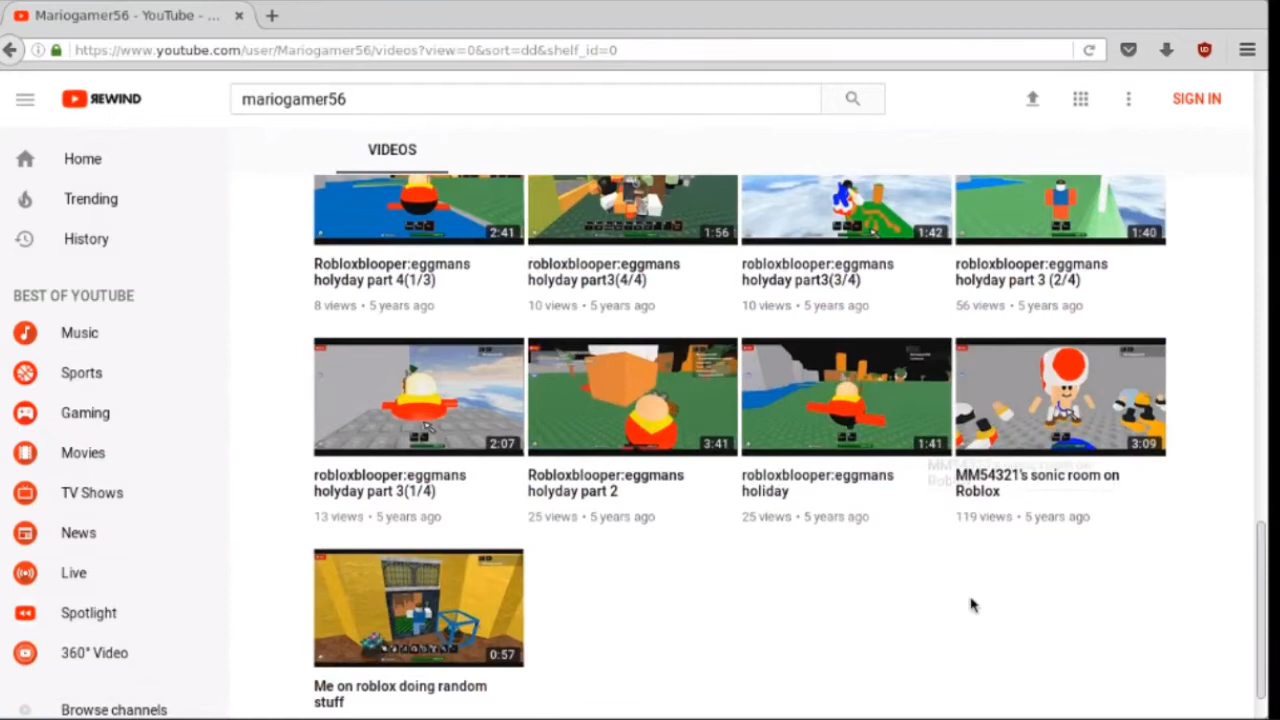 Mariogamer56 - YouTube - ...
https://www.youtube.com/user/Mariogamer56/videos?view=0&sort=dd&shelf_id=0
REWIND
mariogamer56
SIGN IN
Home
Trending
History
BEST OF YOUTUBE
Music
Sports
Gaming
Movies
TV Shows
News
Live
Spotlight
360° Video
Browse channels
VIDEOS
2:41
1:56
1:42
1:40
Robloxblooper:eggmans
holyday part 4(1/3)
8 views • 5 years ago
robloxblooper:eggmans
holyday part3(4/4)
10 views • 5 years ago
robloxblooper:eggmans
holyday part3(3/4)
10 views • 5 years ago
robloxblooper:eggmans
holyday part 3 (2/4)
56 views • 5 years ago
2:07
3:41
1:41
3:09
robloxblooper:eggmans
holyday part 3(1/4)
13 views • 5 years ago
Robloxblooper:eggmans
holyday part 2
25 views • 5 years ago
robloxblooper:eggmans
holiday
25 views • 5 years ago
MM54321's sonic room on
Roblox
119 views • 5 years ago
0:57
Me on roblox doing random
stuff